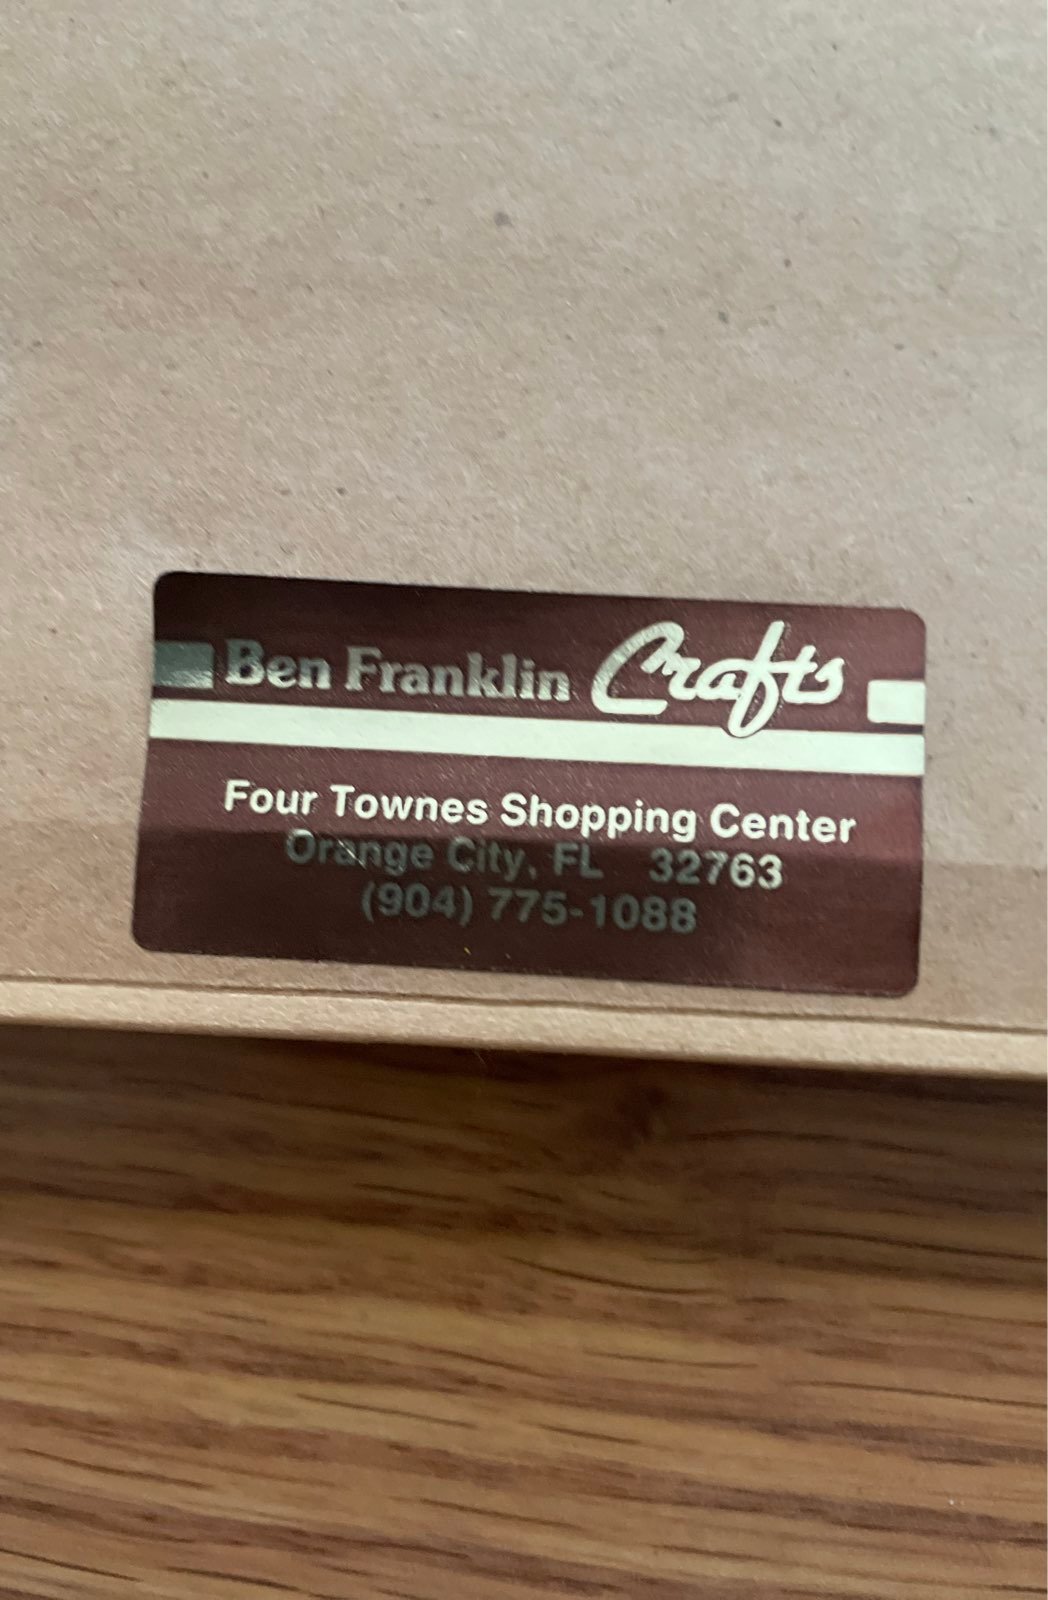 Ben Franklin Crafts
Four Townes Shopping Center
Orange City, FL 32763
(904) 775-1088